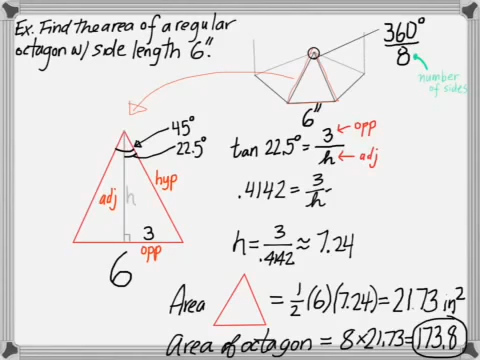 Ex. Find the area of a regular
octagon w/ side length 6".
360°
8
number
of sides
6"
45°
22.5°
adj
h
hyp
3
opp
6
tan 22.5° = 3/h
opp
adj
.4142 = 3/h
h = 3/.4142 ≈ 7.24
Area = 1/2 (6)(7.24) = 21.73 in²
Area of octagon = 8 × 21.73 = 173.8